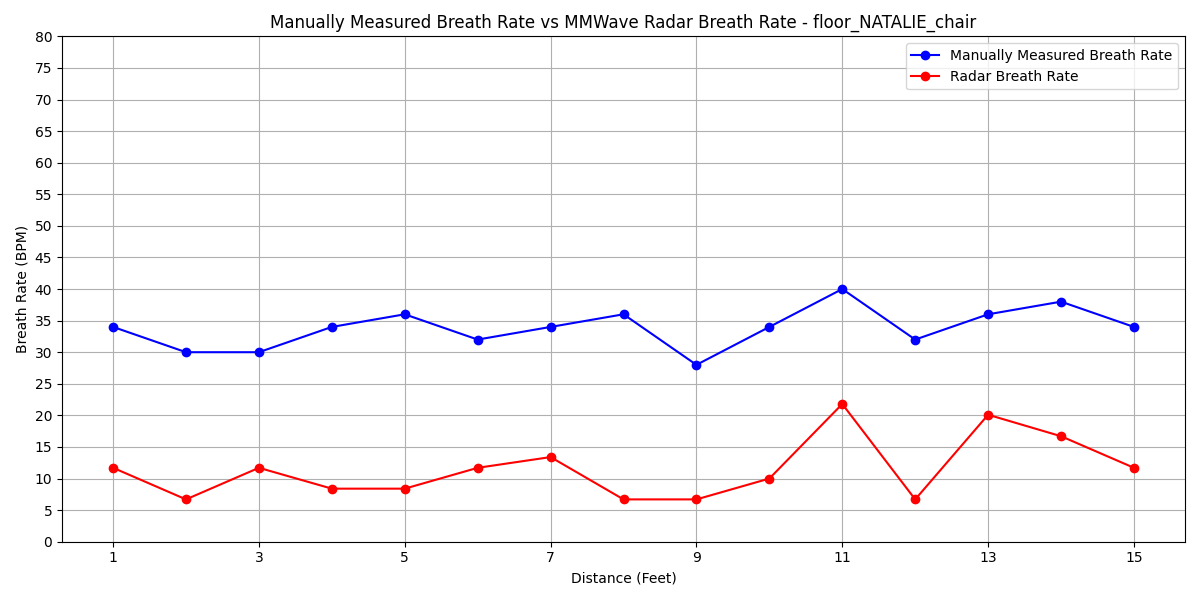 Manually Measured Breath Rate vs MMWave Radar Breath Rate - floor_NATALIE_chair
Manually Measured Breath Rate
Radar Breath Rate
Breath Rate (BPM)
80
75
70
65
60
55
50
45
40
35
30
25
20
15
10
5
0
1 3 5 7 9 11 13 15
Distance (Feet)